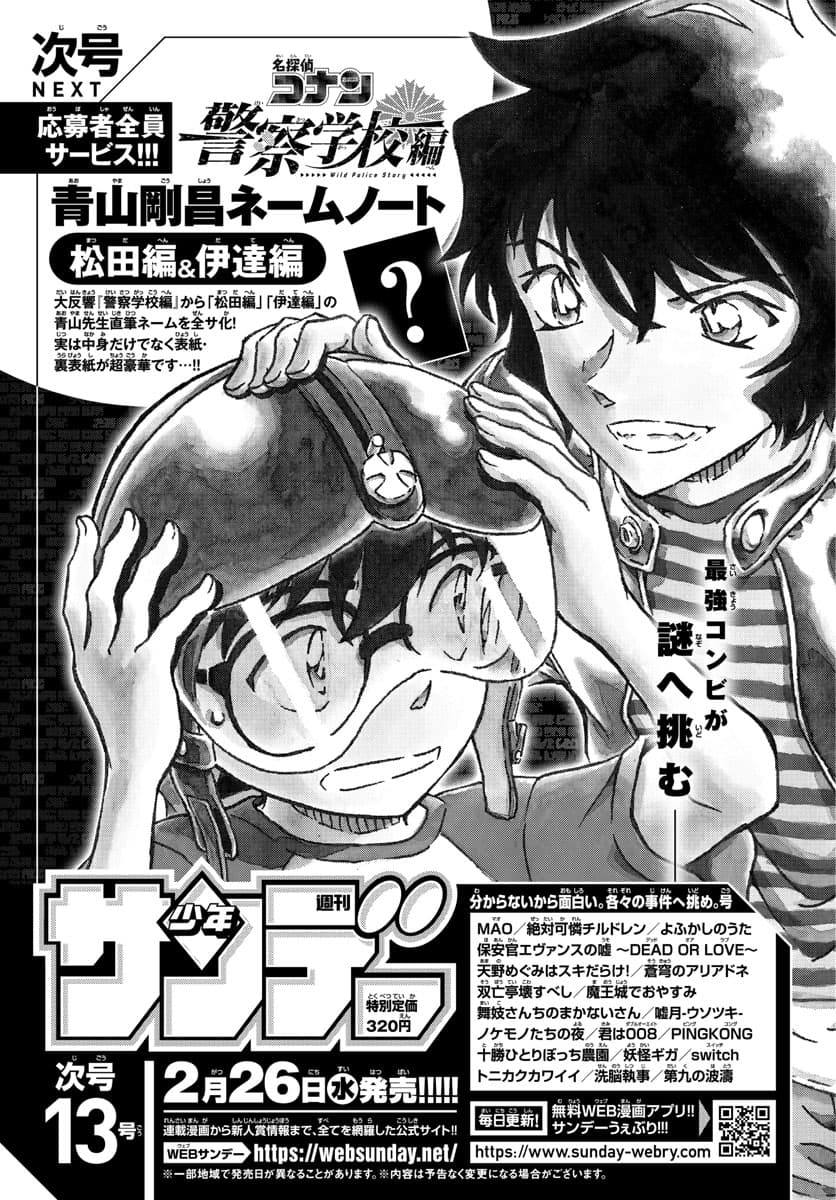 次号
NEXT
応募者全員
サービス!!!
名探偵
コナン
警察学校編
Wild Police Story
青山剛昌ネームノート
松田編&伊達編
大反響『警察学校編』から「松田編」「伊達編」の
青山先生直筆ネームを全サ化!
実は中身だけでなく表紙・
裏表紙が超豪華です…!!
?
最強コンビが
謎へ挑む
週刊
少年
サンデー
特別定価
320円
分からないから面白い。各々の事件へ挑め。号
MAO/絶対可憐チルドレン/よふかしのうた
保安官エヴァンスの嘘 ~DEAD OR LOVE~
天野めぐみはスキだらけ!/蒼穹のアリアドネ
双亡亭壊すべし/魔王城でおやすみ
舞妓さんちのまかないさん/嘘月-ウソツキ-
ノケモノたちの夜/君は008/PINGKONG
十勝ひとりぼっち農園/妖怪ギガ/switch
トニカクカワイイ/洗脳執事/第九の波濤
次号
13号
2月26日水発売!!!!!
連載漫画から新人賞情報まで、全てを網羅した公式サイト!!
WEBサンデー→https://websunday.net/
毎日更新!
無料WEB漫画アプリ!!
サンデーうぇぶり!!!
https://www.sunday-webry.com
※一部地域で発売日が異なることがあります。※内容は予告なく変更になる場合がございます。